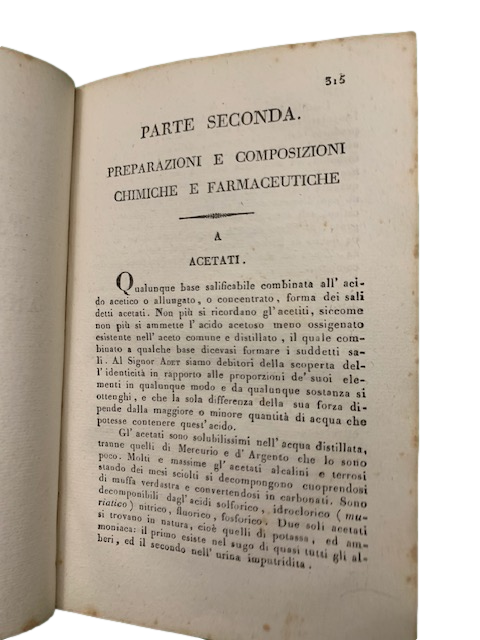 315
PARTE SECONDA.
PREPARAZIONI E COMPOSIZIONI
CHIMICHE E FARMACEUTICHE
A
ACETATI.
Qualunque base salificabile combinata all' aci-
do acetico o allungato, o concentrato, forma dei sali
detti acetati. Non più si ricordano gl'acetiti, siccome
non più si ammette l'acido acetoso meno ossigenato
esistente nell'aceto comune e distillato, il quale com-
binato a qualche base dicevasi formare i suddetti sa-
li. Al Signor ADET siamo debitori della scoperta del-
l'identicità in rapporto alle proporzioni de' suoi ele-
menti in qualunque modo e da qualunque sostanza si
ottenghi, e che la sola differenza della sua forza di-
pende dalla maggiore o minore quantità di acqua che
potesse contenere quest'acido.
Gl' acetati sono solubilissimi nell'acqua distillata,
tranne quelli di Mercurio e d' Argento che lo sono
poco. Molti e massime gl' acetati alcalini e terrosi
stando dei mesi sciolti si decompongono cuoprendosi
di muffa verdastra e convertendosi in carbonati. Sono
decomponibili dagl'acidi solforico, idroclorico (mu-
riatico) nitrico, fluorico, fosforico. Due soli acetati
si trovano in natura, cioè quelli di potassa, ed am-
moniaca: il primo esiste nel sugo di quasi tutti gli al-
beri, ed il secondo nell' urina imputridita.